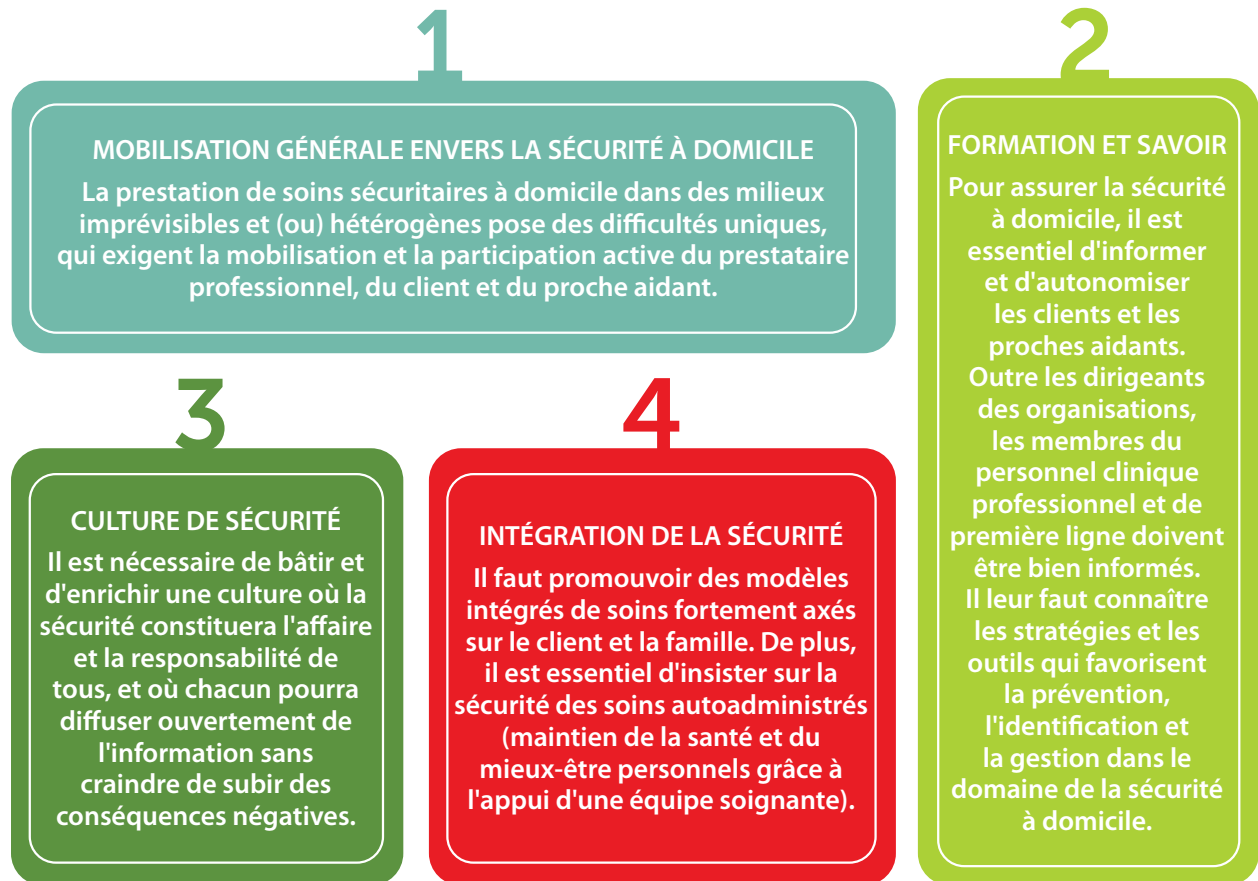 1
MOBILISATION GÉNÉRALE ENVERS LA SÉCURITÉ À DOMICILE
La prestation de soins sécuritaires à domicile dans des milieux
imprévisibles et (ou) hétérogènes pose des difficultés uniques,
qui exigent la mobilisation et la participation active du prestataire
professionnel, du client et du proche aidant.
2
FORMATION ET SAVOIR
Pour assurer la sécurité
à domicile, il est
essentiel d'informer
et d'autonomiser
les clients et les
proches aidants.
Outre les dirigeants
des organisations,
les membres du
personnel clinique
professionnel et de
première ligne doivent
être bien informés.
Il leur faut connaître
les stratégies et les
outils qui favorisent
la prévention,
l'identification et
la gestion dans le
domaine de la sécurité
à domicile.
3
CULTURE DE SÉCURITÉ
Il est nécessaire de bâtir et
d'enrichir une culture où la
sécurité constituera l'affaire
et la responsabilité de
tous, et où chacun pourra
diffuser ouvertement de
l'information sans
craindre de subir des
conséquences négatives.
4
INTÉGRATION DE LA SÉCURITÉ
Il faut promouvoir des modèles
intégrés de soins fortement axés
sur le client et la famille. De plus,
il est essentiel d'insister sur la
sécurité des soins autoadministrés
(maintien de la santé et du
mieux-être personnels grâce à
l'appui d'une équipe soignante).